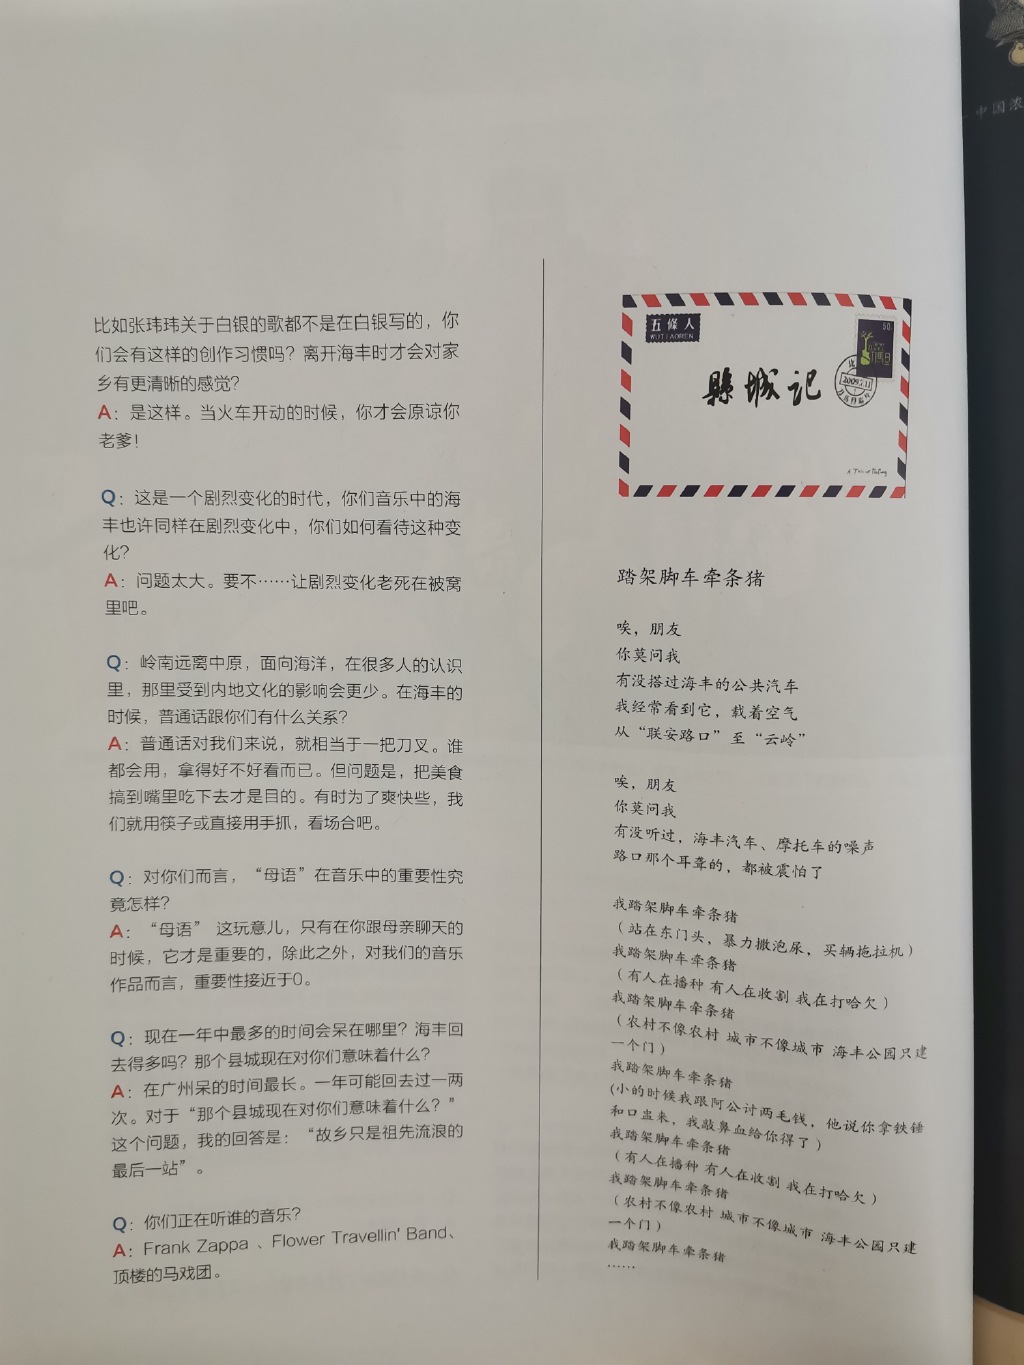 比如张玮玮关于白银的歌都不是在白银写的，你
们会有这样的创作习惯吗？离开海丰时才会对家
乡有更清晰的感觉？
A：是这样。当火车开动的时候，你才会原谅你
老爹！
Q：这是一个剧烈变化的时代，你们音乐中的海
丰也许同样在剧烈变化中，你们如何看待这种变
化？
A：问题太大。要不……让剧烈变化老死在被窝
里吧。
Q：岭南远离中原，面向海洋，在很多人的认识
里，那里受到内地文化的影响会更少。在海丰的
时候，普通话跟你们有什么关系？
A：普通话对我们来说，就相当于一把刀叉。谁
都会用，拿得好不好看而已。但问题是，把美食
搞到嘴里吃下去才是目的。有时为了爽快些，我
们就用筷子或直接用手抓，看场合吧。
Q：对你们而言，“母语”在音乐中的重要性究
竟怎样？
A：“母语” 这玩意儿，只有在你跟母亲聊天的
时候，它才是重要的，除此之外，对我们的音乐
作品而言，重要性接近于0。
Q：现在一年中最多的时间会呆在哪里？海丰回
去得多吗？那个县城现在对你们意味着什么？
A：在广州呆的时间最长。一年可能回去过一两
次。对于“那个县城现在对你们意味着什么？”
这个问题，我的回答是：“故乡只是祖先流浪的
最后一站”。
Q：你们正在听谁的音乐？
A：Frank Zappa 、Flower Travellin' Band、
顶楼的马戏团。
五條人
WUTIAOREN
50
縣城记
2009.7.11
踏架脚车牵条猪
唉，朋友
你莫问我
有没搭过海丰的公共汽车
我经常看到它，载着空气
从“联安路口”至“云岭”
唉，朋友
你莫问我
有没听过，海丰汽车、摩托车的噪声
路口那个耳聋的，都被震怕了
我踏架脚车牵条猪
（站在东门头，暴力撒泡尿，买辆拖拉机）
我踏架脚车牵条猪
（有人在播种 有人在收割 我在打哈欠）
我踏架脚车牵条猪
（农村不像农村 城市不像城市 海丰公园只建
一个门）
我踏架脚车牵条猪
(小的时候我跟阿公讨两毛钱，他说你拿铁锤
和口盅来，我敲鼻血给你得了）
我踏架脚车牵条猪
（有人在播种 有人在收割 我在打哈欠）
我踏架脚车牵条猪
（农村不像农村 城市不像城市 海丰公园只建
一个门）
我踏架脚车牵条猪
……
中国浓